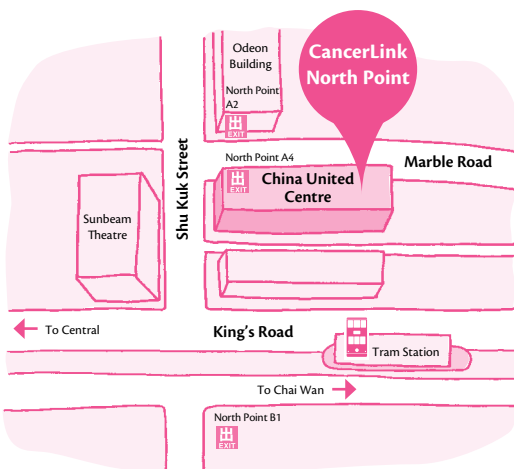 Odeon
Building
CancerLink
North Point
North Point
A2
EXIT
Shu Kuk Street
North Point A4
EXIT
China United
Centre
Marble Road
Sunbeam
Theatre
To Central
King's Road
Tram Station
To Chai Wan
North Point B1
EXIT